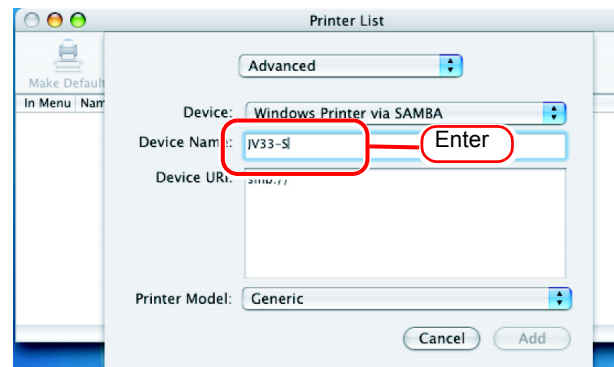 Printer List
Advanced
Make Default
In Menu Nam
Device: Windows Printer via SAMBA
Device Name: JV33-S
Enter
Device URI: smb://
Printer Model: Generic
Cancel Add